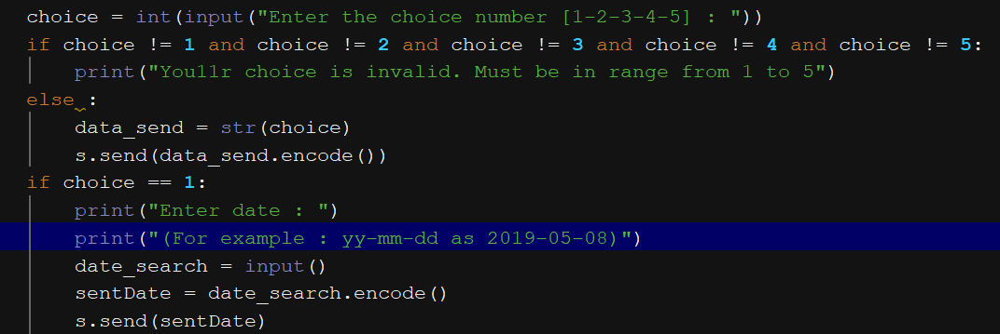 choice = int(input("Enter the choice number [1-2-3-4-5] : "))
if choice != 1 and choice != 2 and choice != 3 and choice != 4 and choice != 5:
    print("You11r choice is invalid. Must be in range from 1 to 5")
else :
    data_send = str(choice)
    s.send(data_send.encode())
if choice == 1:
    print("Enter date : ")
    print("(For example : yy-mm-dd as 2019-05-08)")
    date_search = input()
    sentDate = date_search.encode()
    s.send(sentDate)